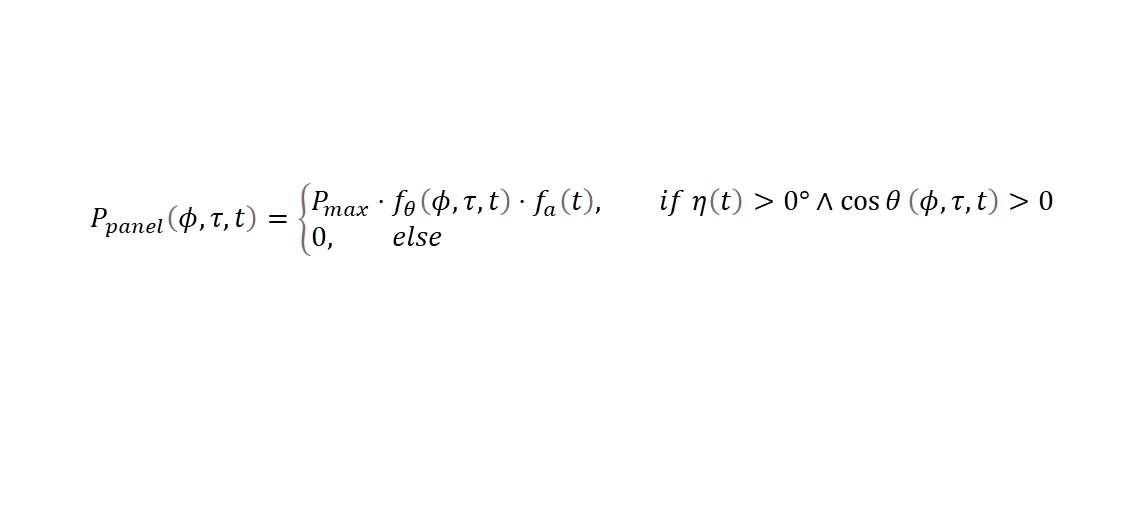 P_panel(ϕ, τ, t) = {P_max · f_θ(ϕ, τ, t) · f_a(t), if η(t) > 0° ∧ cos θ (ϕ, τ, t) > 0
0, else